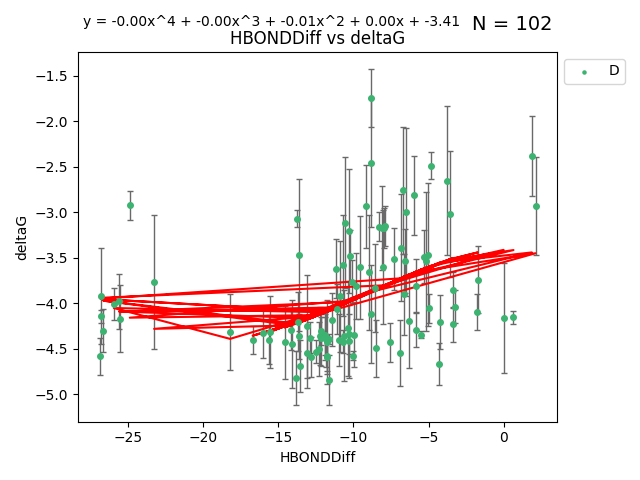 y = -0.00x^4 + -0.00x^3 + -0.01x^2 + 0.00x + -3.41 N = 102
HBONDDiff vs deltaG
D
−1.5
−2.0
−2.5
−3.0
−3.5
−4.0
−4.5
−5.0
deltaG
−25 −20 −15 −10 −5 0
HBONDDiff